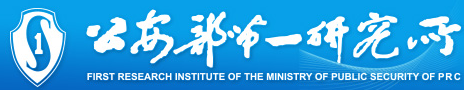 公安部第一研究所
FIRST RESEARCH INSTITUTE OF THE MINISTRY OF PUBLIC SECURITY OF P R C